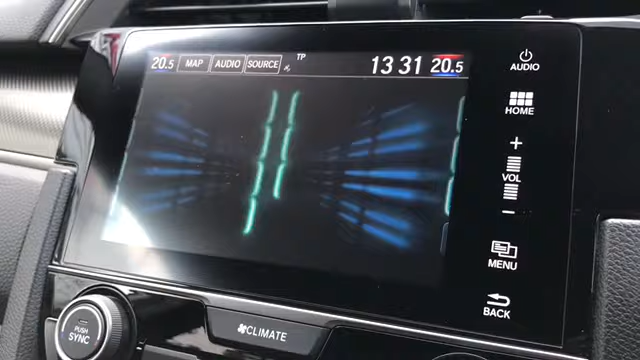 20.5 MAP AUDIO SOURCE TP 13 31 20.5
AUDIO
HOME
+
VOL
−
MENU
BACK
PUSH
SYNC
CLIMATE